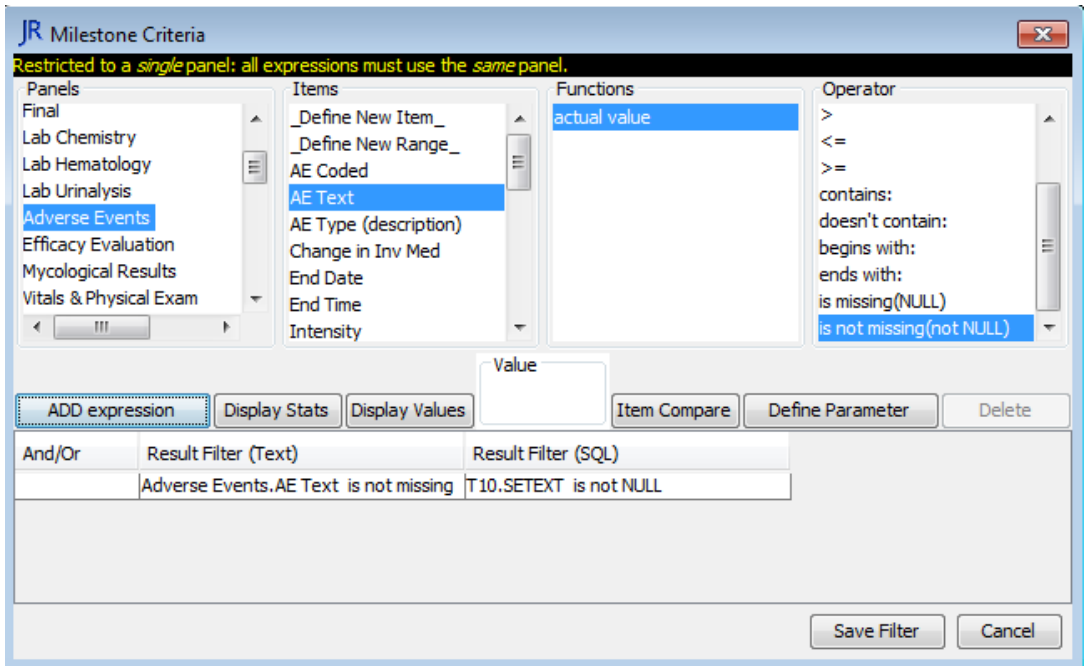 JR Milestone Criteria
Restricted to a single panel: all expressions must use the same panel.
Panels
Final
Lab Chemistry
Lab Hematology
Lab Urinalysis
Adverse Events
Efficacy Evaluation
Mycological Results
Vitals & Physical Exam
Items
_Define New Item_
_Define New Range_
AE Coded
AE Text
AE Type (description)
Change in Inv Med
End Date
End Time
Intensity
Functions
actual value
Operator
>
<=
>=
contains:
doesn't contain:
begins with:
ends with:
is missing(NULL)
is not missing(not NULL)
Value
ADD expression Display Stats Display Values Item Compare Define Parameter Delete
And/Or Result Filter (Text) Result Filter (SQL)
Adverse Events.AE Text is not missing T10.SETEXT is not NULL
Save Filter Cancel